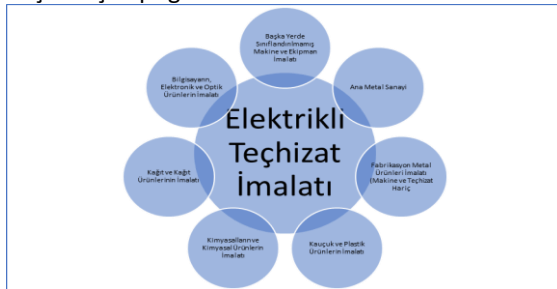 Başka Yerde
Sınıflandırılmamış
Makine ve Ekipman
İmalatı
Bilgisayarın,
Elektronik ve Optik
Ürünlerin İmalatı
Ana Metal Sanayi
Elektrikli
Teçhizat
İmalatı
Kağıt ve Kağıt
Ürünlerinin İmalatı
Fabrikasyon Metal
Ürünleri İmalatı
(Makine ve Teçhizat
Hariç
Kimyasalların ve
Kimyasal Ürünlerin
İmalatı
Kauçuk ve Plastik
Ürünlerin İmalatı